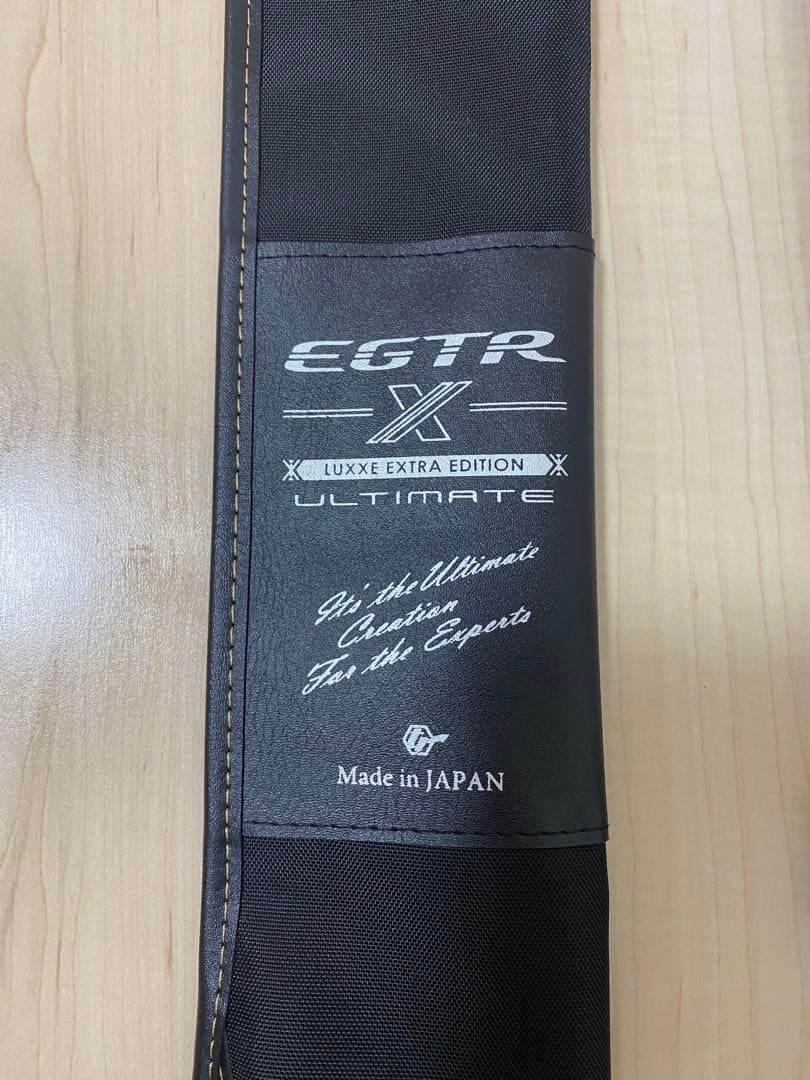 EGTR
X
LUXXE EXTRA EDITION
ULTIMATE
It's the Ultimate
Creation
For the Experts
Made in JAPAN